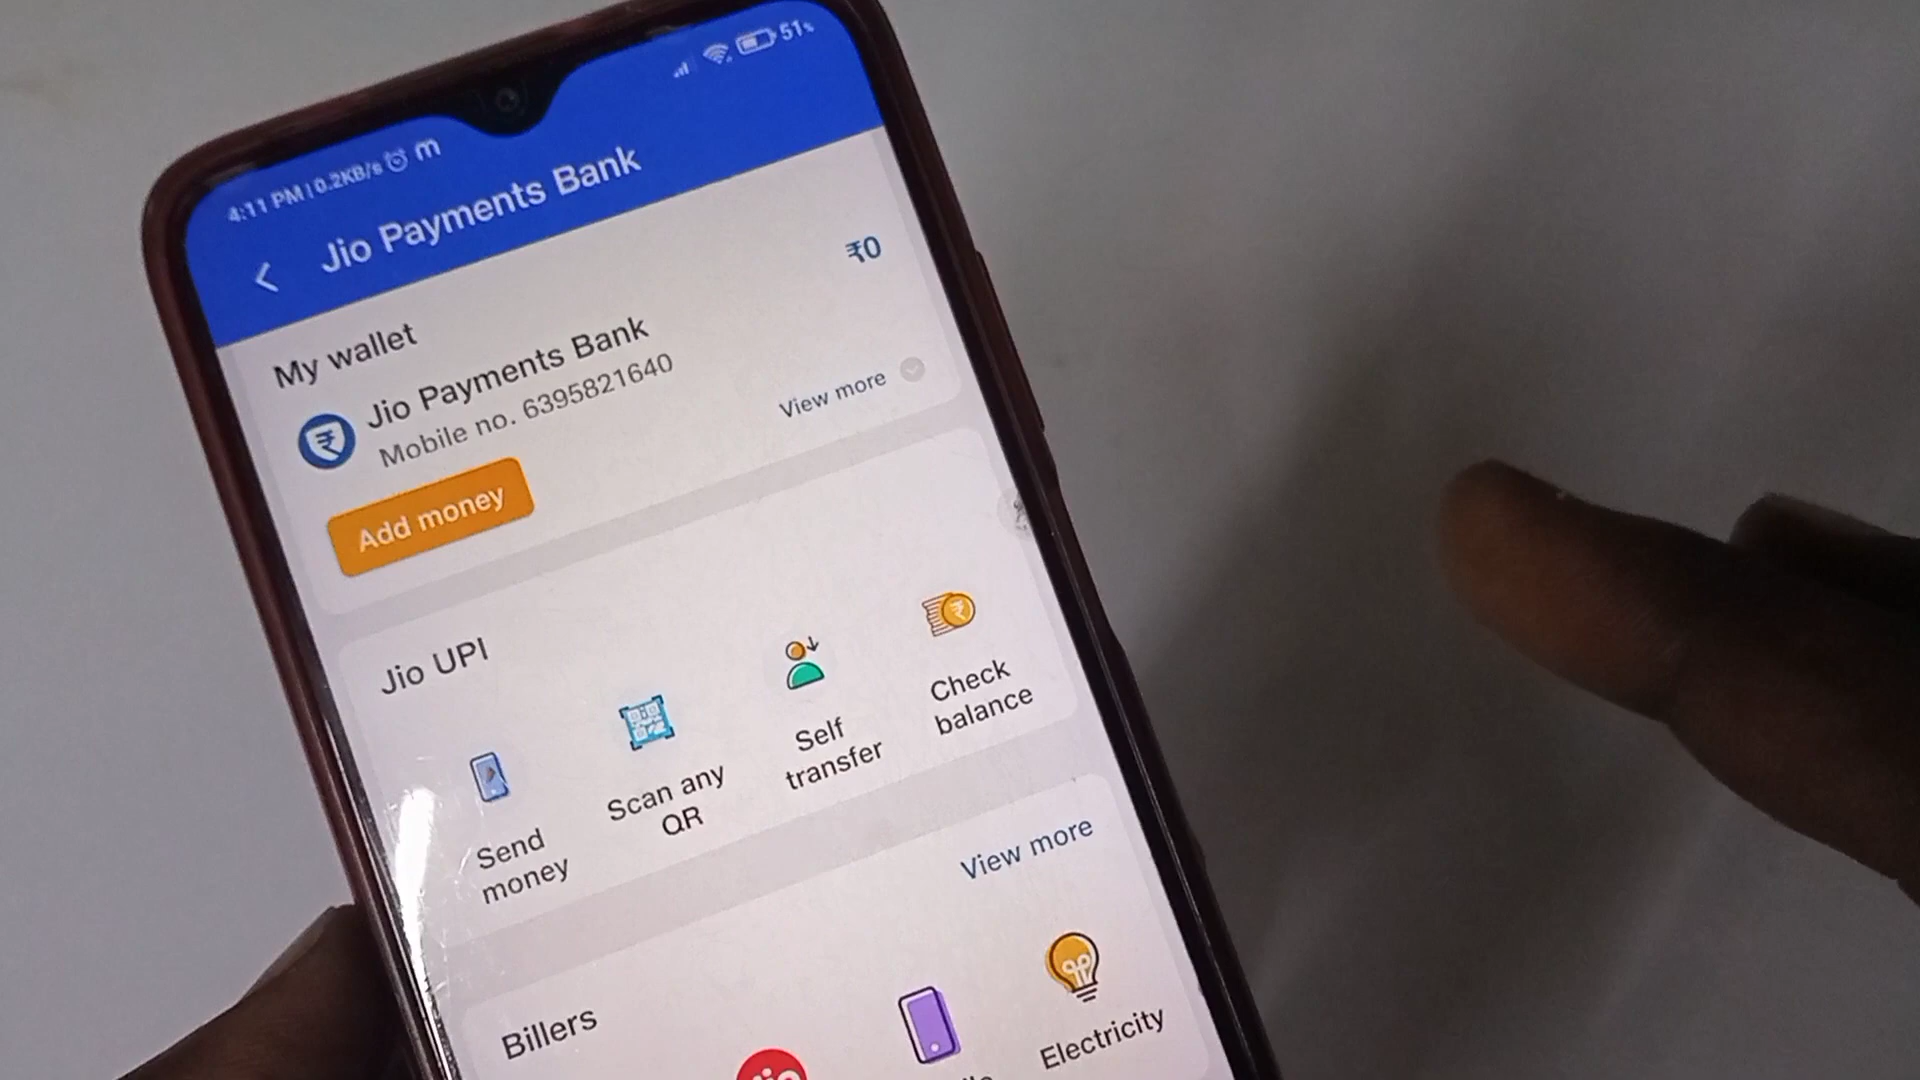 4:11 PM | 0.2KB/s m
51%
Jio Payments Bank
My wallet
₹0
Jio Payments Bank
Mobile no. 6395821640
View more
Add money
Jio UPI
Send money
Scan any QR
Self transfer
Check balance
View more
Billers
Jio
Electricity